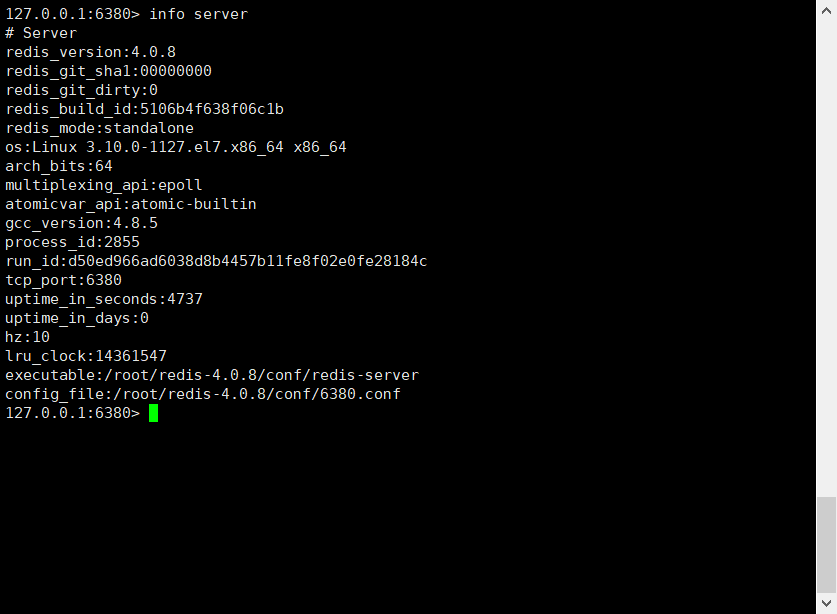 127.0.0.1:6380> info server
# Server
redis_version:4.0.8
redis_git_sha1:00000000
redis_git_dirty:0
redis_build_id:5106b4f638f06c1b
redis_mode:standalone
os:Linux 3.10.0-1127.el7.x86_64 x86_64
arch_bits:64
multiplexing_api:epoll
atomicvar_api:atomic-builtin
gcc_version:4.8.5
process_id:2855
run_id:d50ed966ad6038d8b4457b11fe8f02e0fe28184c
tcp_port:6380
uptime_in_seconds:4737
uptime_in_days:0
hz:10
lru_clock:14361547
executable:/root/redis-4.0.8/conf/redis-server
config_file:/root/redis-4.0.8/conf/6380.conf
127.0.0.1:6380>